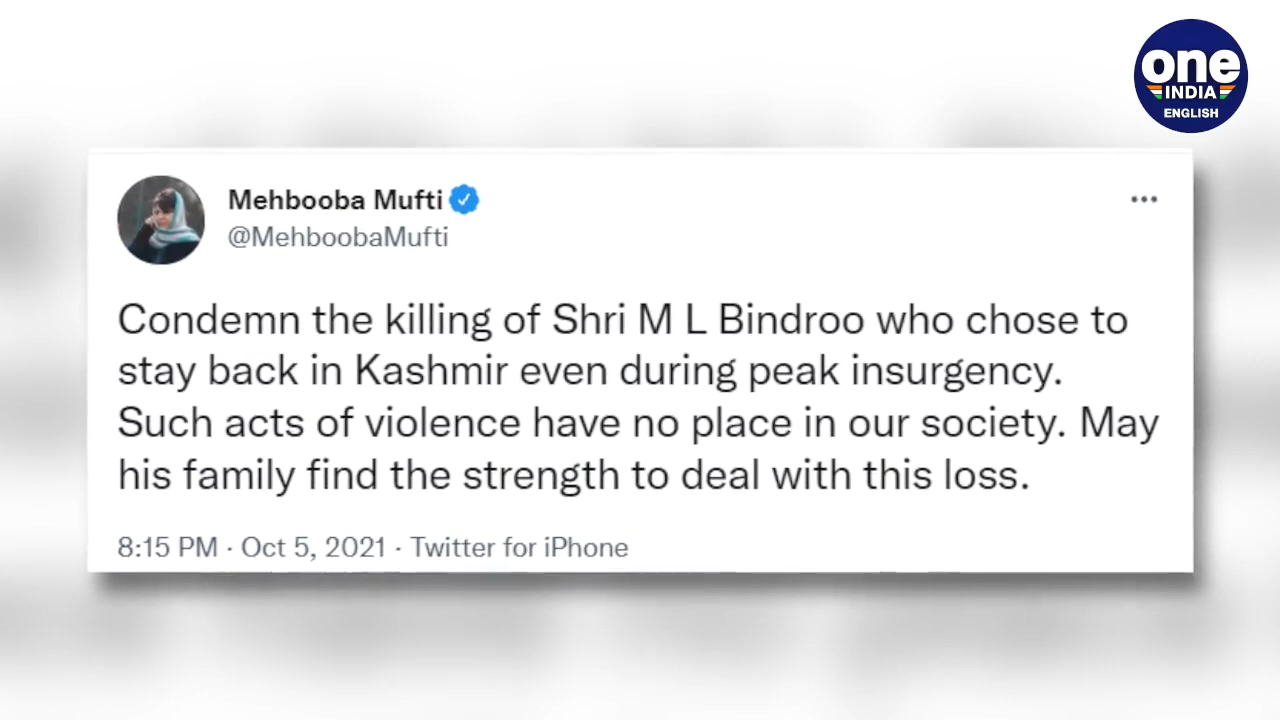 one
INDIA
ENGLISH
Mehbooba Mufti
@MehboobaMufti
Condemn the killing of Shri M L Bindroo who chose to
stay back in Kashmir even during peak insurgency.
Such acts of violence have no place in our society. May
his family find the strength to deal with this loss.
8:15 PM · Oct 5, 2021 · Twitter for iPhone